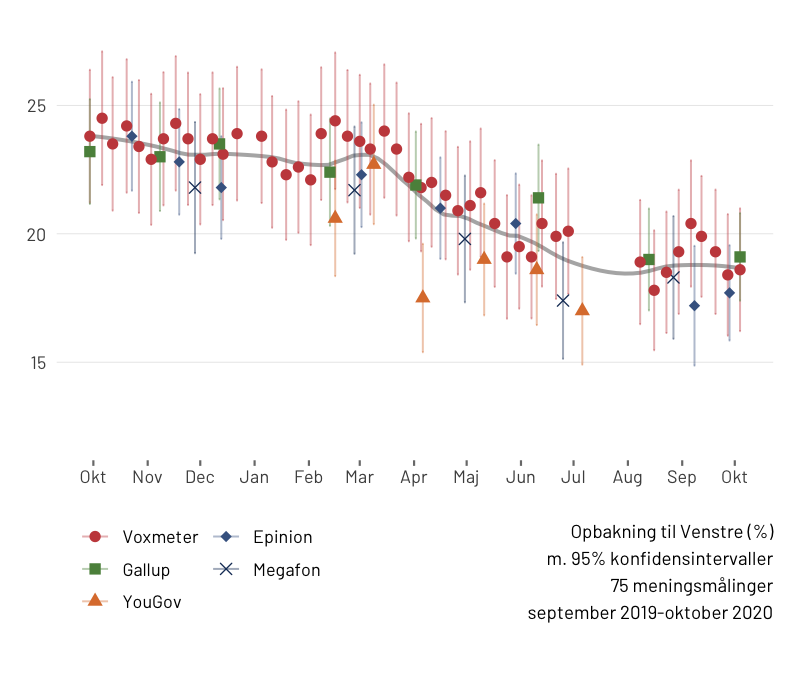 25
20
15
Okt Nov Dec Jan Feb Mar Apr Maj Jun Jul Aug Sep Okt
Voxmeter Epinion
Gallup Megafon
YouGov
Opbakning til Venstre (%)
m. 95% konfidensintervaller
75 meningsmålinger
september 2019-oktober 2020